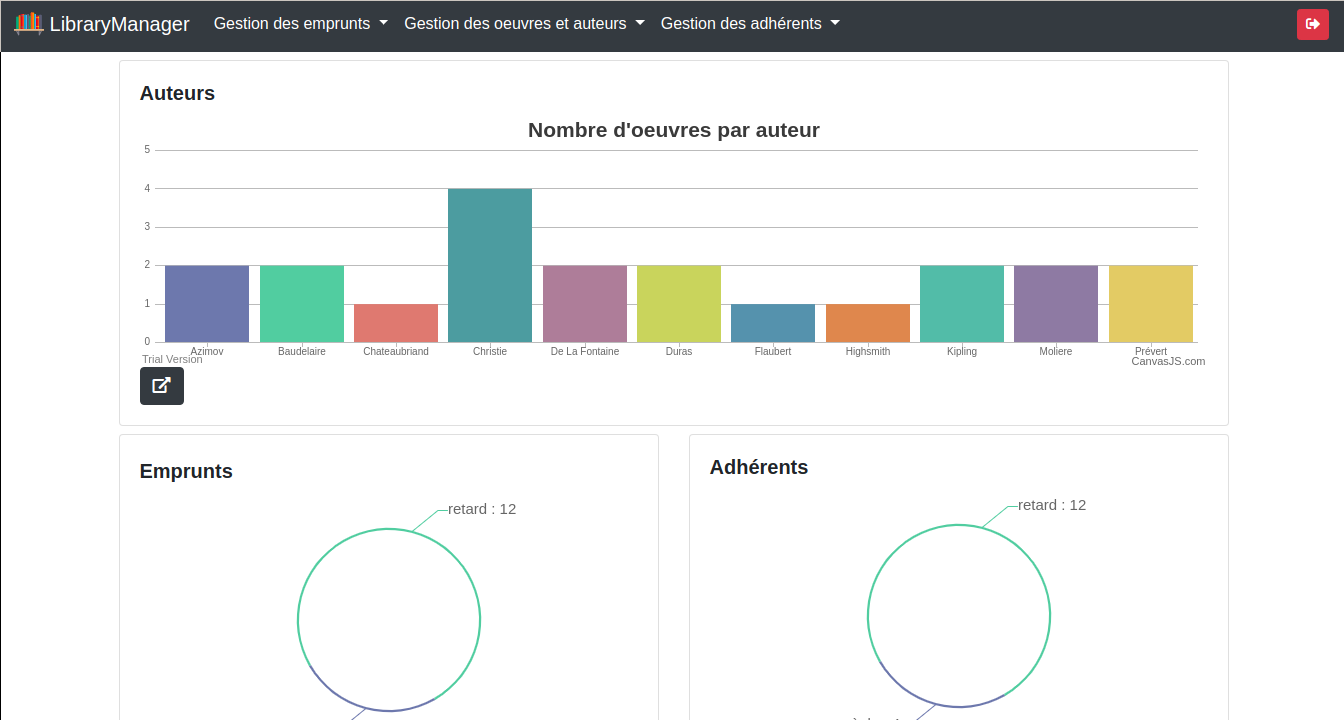 LibraryManager Gestion des emprunts Gestion des oeuvres et auteurs Gestion des adhérents
Auteurs
Nombre d'oeuvres par auteur
5
4
3
2
1
0
Azimov Baudelaire Chateaubriand Christie De La Fontaine Duras Flaubert Highsmith Kipling Moliere Prévert
Trial Version CanvasJS.com
Emprunts
retard : 12
Adhérents
retard : 12